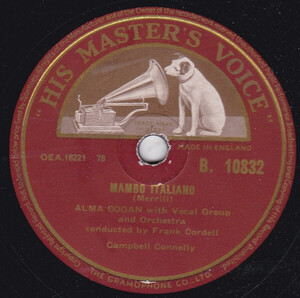 "HIS MASTER'S VOICE"
MADE IN ENGLAND
OEA.18221 78
B. 10832
MAMBO ITALIANO
(Merrill)
ALMA COGAN with Vocal Group
and Orchestra
conducted by Frank Cordell
Campbell Connelly
THE GRAMOPHONE CO. LTD.